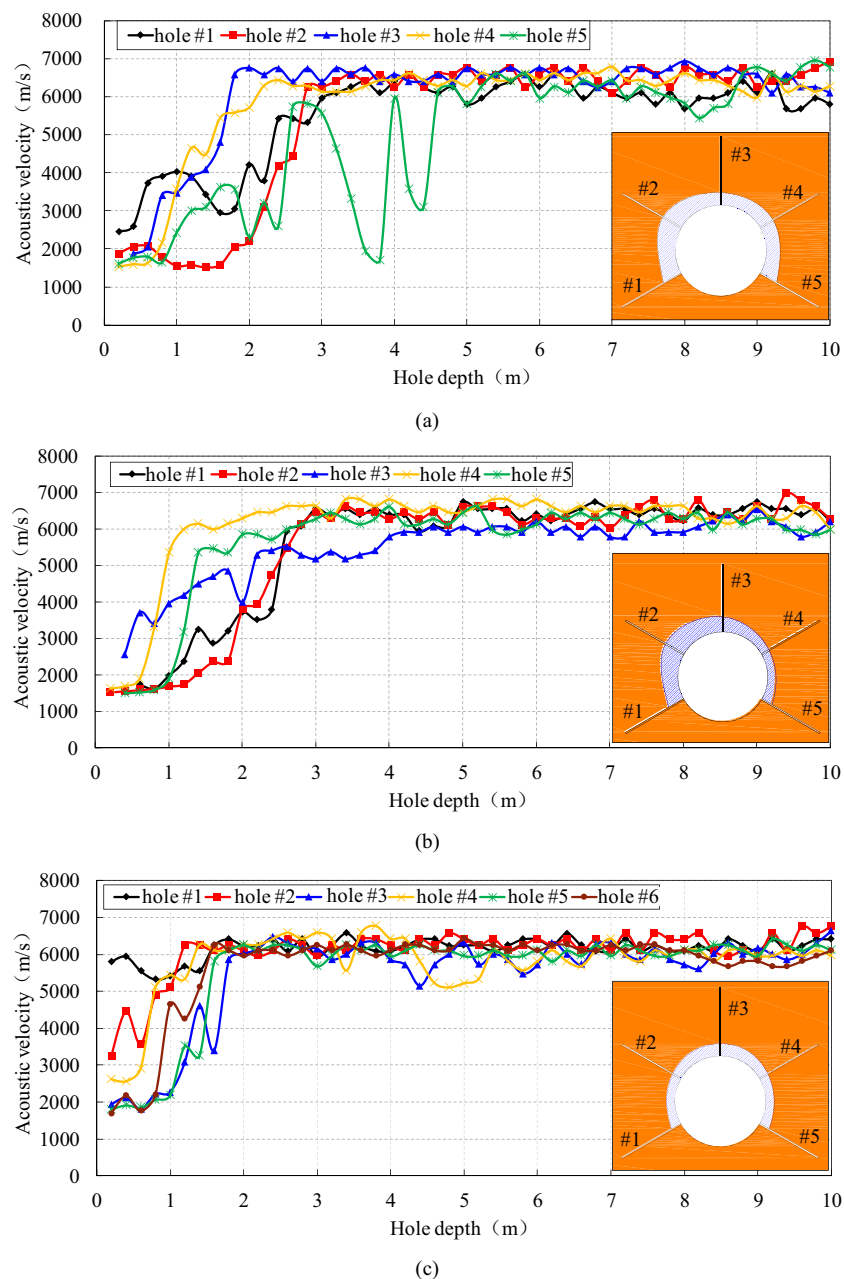 hole #1 hole #2 hole #3 hole #4 hole #5
8000
7000
6000
5000
4000
3000
2000
1000
0
Acoustic velocity（m/s）
#3
#2
#4
#1
#5
0 1 2 3 4 5 6 7 8 9 10
Hole depth（m）
(a)
hole #1 hole #2 hole #3 hole #4 hole #5
8000
7000
6000
5000
4000
3000
2000
1000
0
Acoustic velocity（m/s）
#3
#2
#4
#1
#5
0 1 2 3 4 5 6 7 8 9 10
Hole depth（m）
(b)
hole #1 hole #2 hole #3 hole #4 hole #5 hole #6
8000
7000
6000
5000
4000
3000
2000
1000
0
Acoustic velocity（m/s）
#3
#2
#4
#1
#5
0 1 2 3 4 5 6 7 8 9 10
Hole depth（m）
(c)